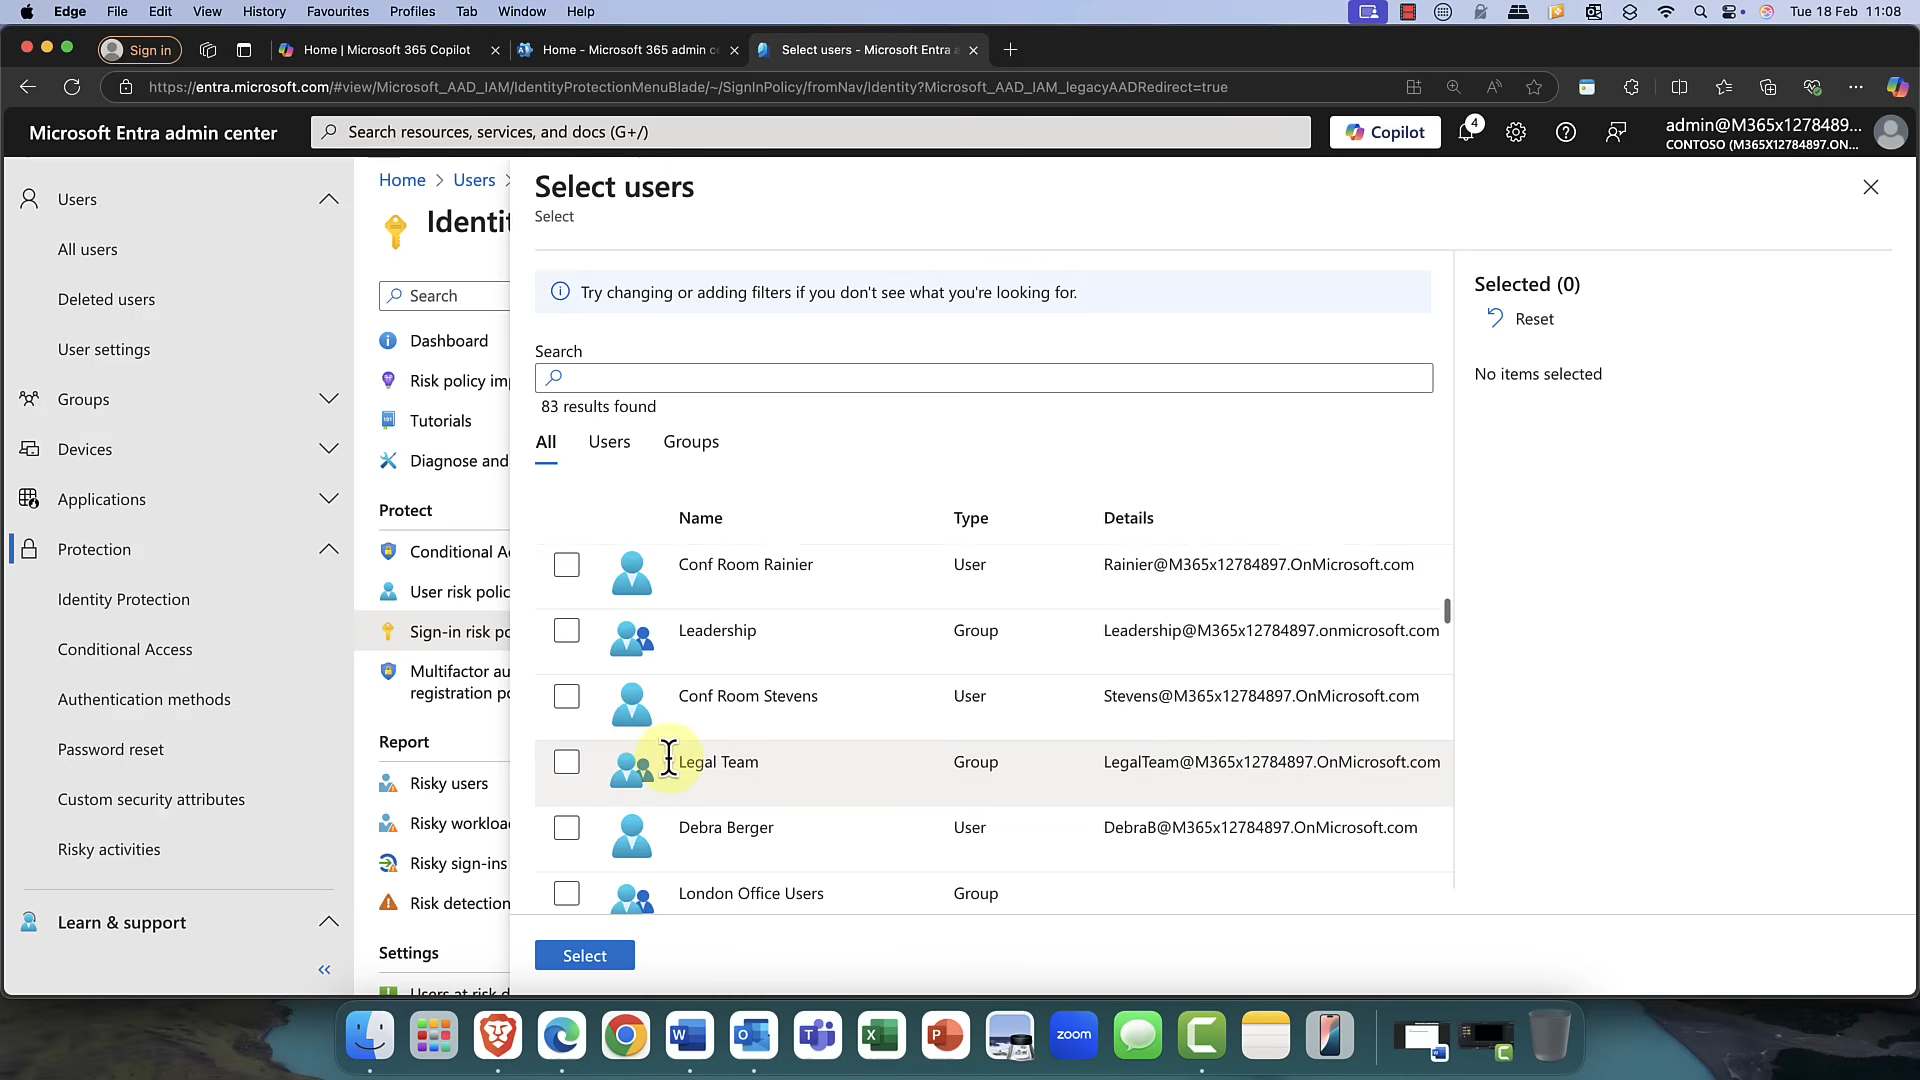 Edge File Edit View History Favourites Profiles Tab Window Help Tue 18 Feb 11:08
Sign in Home | Microsoft 365 Copilot Home - Microsoft 365 admin ce Select users - Microsoft Entra a
https://entra.microsoft.com/#view/Microsoft_AAD_IAM/IdentityProtectionMenuBlade/~/SignInPolicy/fromNav/Identity?Microsoft_AAD_IAM_legacyAADRedirect=true
Microsoft Entra admin center
Search resources, services, and docs (G+/)
Copilot
4
admin@M365x1278489...
CONTOSO (M365X12784897.ON...
Users
All users
Deleted users
User settings
Groups
Devices
Applications
Protection
Identity Protection
Conditional Access
Authentication methods
Password reset
Custom security attributes
Risky activities
Learn & support
Home > Users >
Identit
Search
Dashboard
Risk policy imp
Tutorials
Diagnose and
Protect
Conditional Ac
User risk polic
Sign-in risk po
Multifactor au
registration po
Report
Risky users
Risky workloa
Risky sign-ins
Risk detection
Settings
Users at risk d
Select users
Select
Try changing or adding filters if you don't see what you're looking for.
Search
83 results found
All Users Groups
Name Type Details
Conf Room Rainier User Rainier@M365x12784897.OnMicrosoft.com
Leadership Group Leadership@M365x12784897.onmicrosoft.com
Conf Room Stevens User Stevens@M365x12784897.OnMicrosoft.com
Legal Team Group LegalTeam@M365x12784897.OnMicrosoft.com
Debra Berger User DebraB@M365x12784897.OnMicrosoft.com
London Office Users Group
Select
Selected (0)
Reset
No items selected
zoom